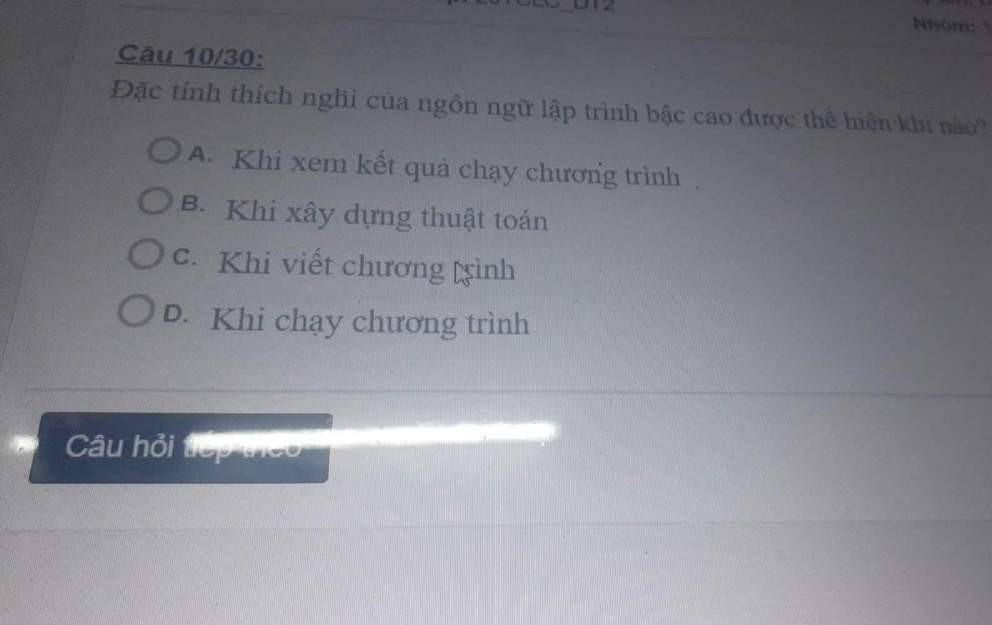 Nhóm:
Câu 10/30:
Đặc tính thích nghi của ngôn ngữ lập trình bậc cao được thể hiện khi nào?
A. Khi xem kết quả chạy chương trình
B. Khi xây dựng thuật toán
C. Khi viết chương trình
D. Khi chạy chương trình
Câu hỏi tiếp theo